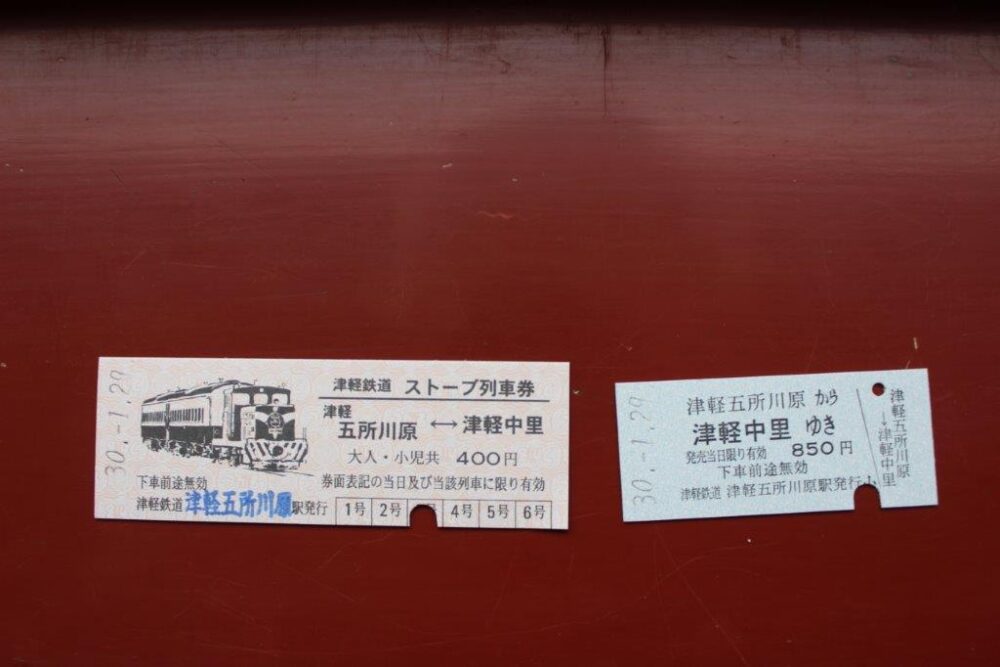 30.-1.29
津軽鉄道 ストーブ列車券
津軽
五所川原 ↔ 津軽中里
大人・小児共 400円
下車前途無効
券面表記の当日及び当該列車に限り有効
津軽鉄道 津軽五所川原駅発行
1号 2号 4号 5号 6号
30.-1.29
津軽五所川原 から
津軽中里 ゆき
発売当日限り有効 850円
下車前途無効
津軽鉄道 津軽五所川原駅発行
津軽五所川原
→津軽中里